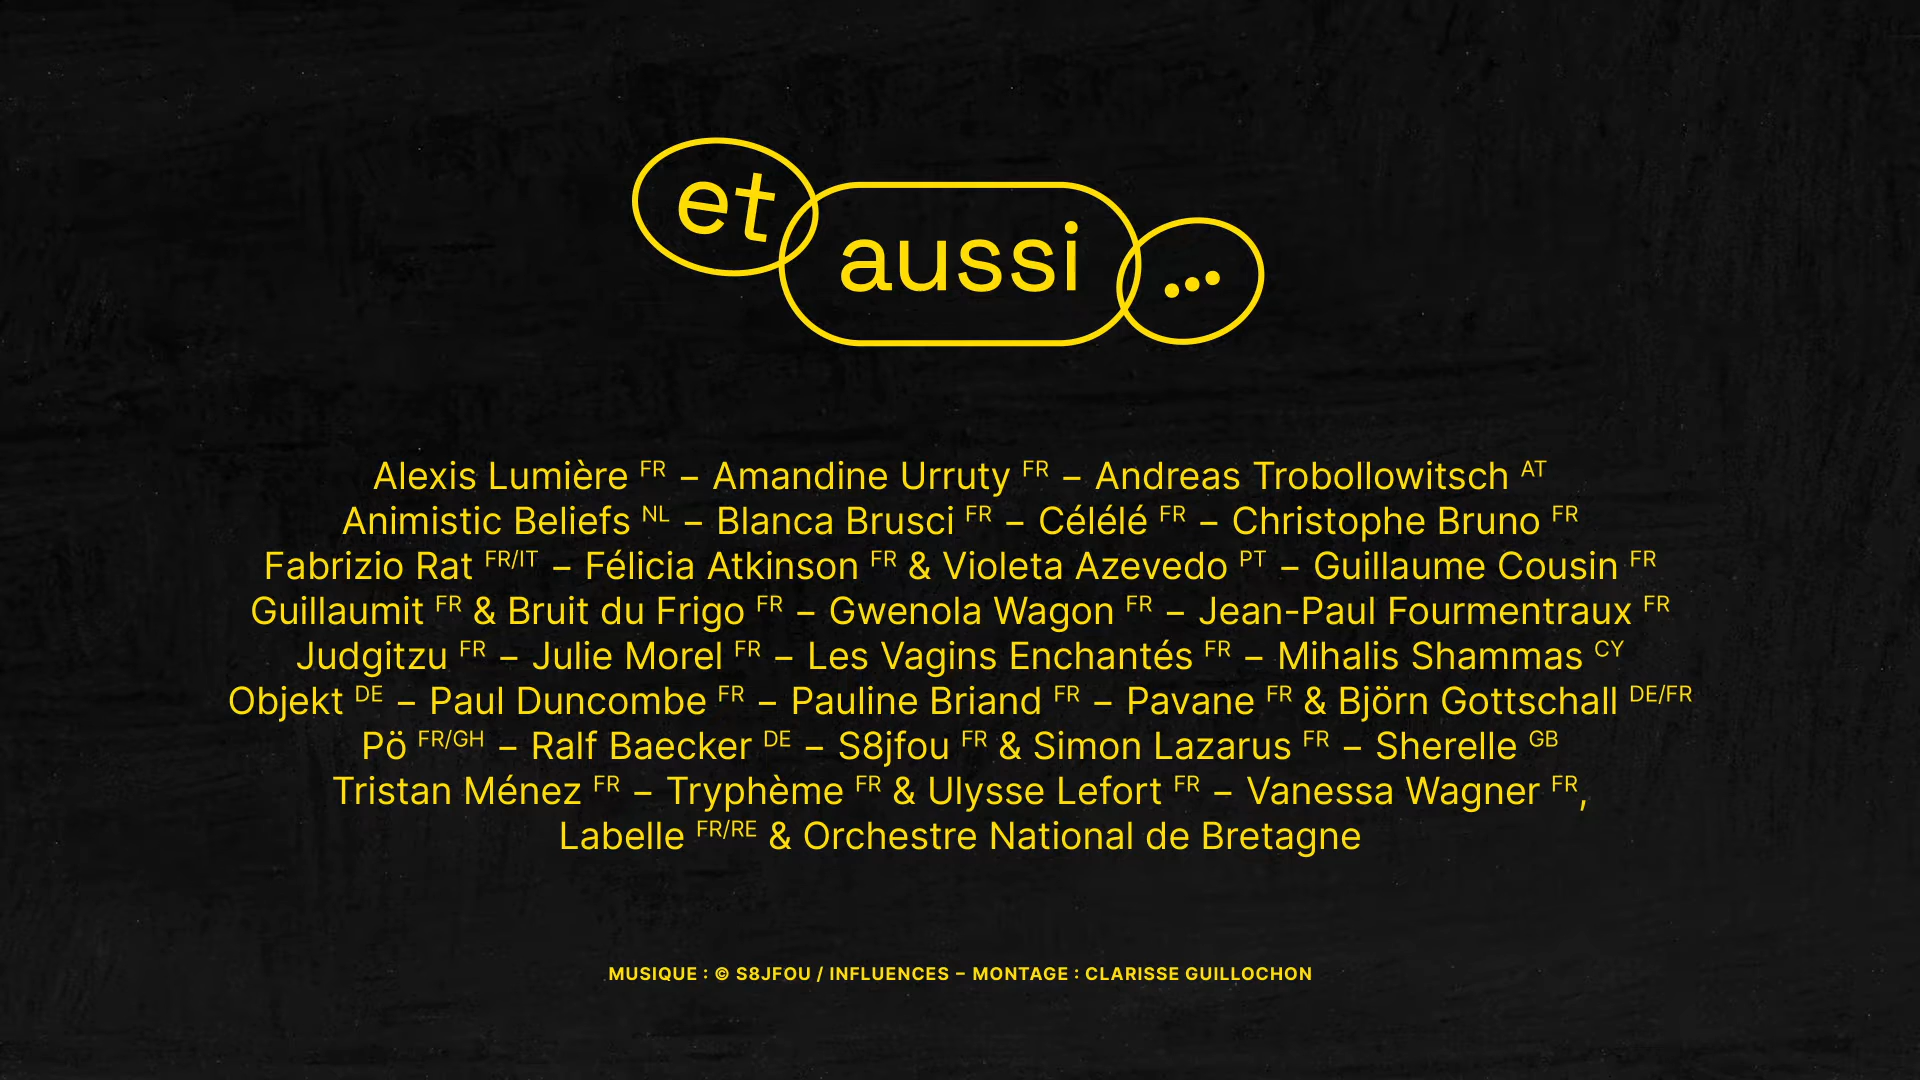 et aussi ...
Alexis Lumière FR – Amandine Urruty FR – Andreas Trobollowitsch AT
Animistic Beliefs NL – Blanca Brusci FR – Célélé FR – Christophe Bruno FR
Fabrizio Rat FR/IT – Félicia Atkinson FR & Violeta Azevedo PT – Guillaume Cousin FR
Guillaumit FR & Bruit du Frigo FR – Gwenola Wagon FR – Jean-Paul Fourmentraux FR
Judgitzu FR – Julie Morel FR – Les Vagins Enchantés FR – Mihalis Shammas CY
Objekt DE – Paul Duncombe FR – Pauline Briand FR – Pavane FR & Björn Gottschall DE/FR
Pö FR/GH – Ralf Baecker DE – S8jfou FR & Simon Lazarus FR – Sherelle GB
Tristan Ménez FR – Tryphème FR & Ulysse Lefort FR – Vanessa Wagner FR,
Labelle FR/RE & Orchestre National de Bretagne
MUSIQUE : © S8JFOU / INFLUENCES – MONTAGE : CLARISSE GUILLOCHON